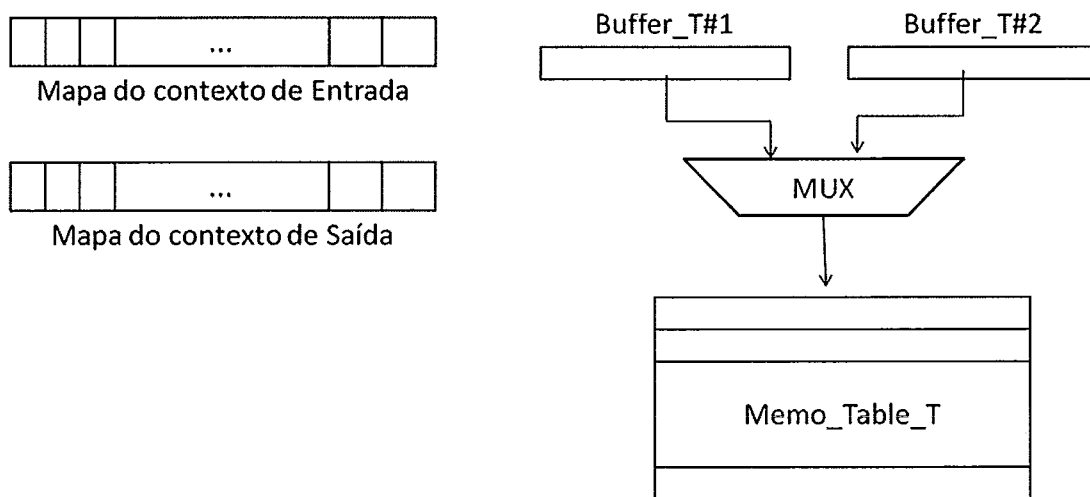 ...
Mapa do contexto de Entrada
...
Mapa do contexto de Saída
Buffer_T#1
Buffer_T#2
MUX
Memo_Table_T